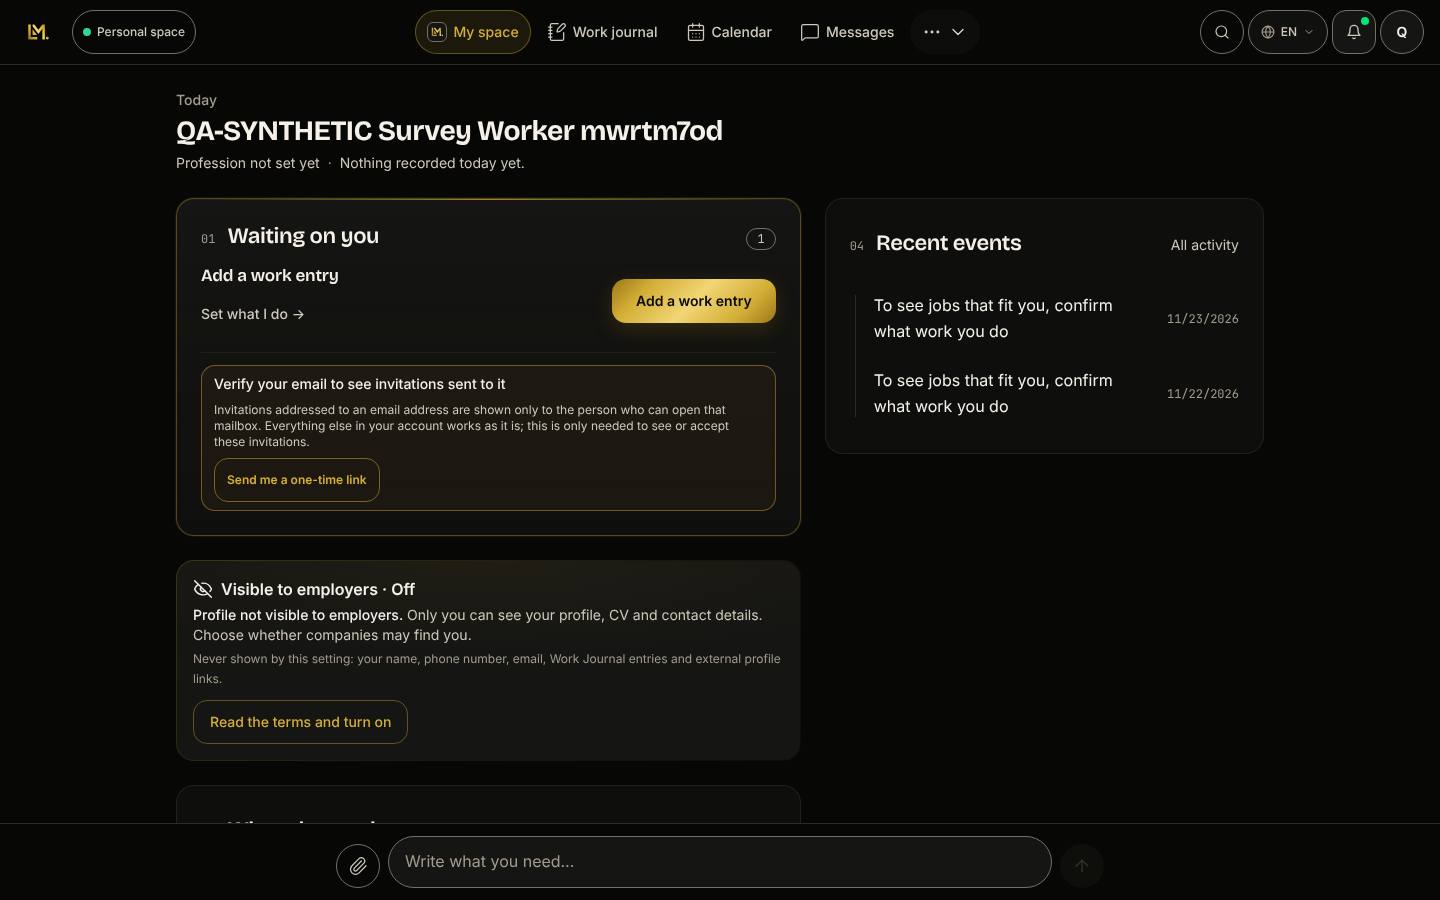 LM.
Personal space
LM.
My space
Work journal
Calendar
Messages
EN
Q
Today
QA-SYNTHETIC Survey Worker mwrtm7od
Profession not set yet · Nothing recorded today yet.
01 Waiting on you
1
Add a work entry
Set what I do →
Add a work entry
Verify your email to see invitations sent to it
Invitations addressed to an email address are shown only to the person who can open that
mailbox. Everything else in your account works as it is; this is only needed to see or accept
these invitations.
Send me a one-time link
Visible to employers · Off
Profile not visible to employers. Only you can see your profile, CV and contact details.
Choose whether companies may find you.
Never shown by this setting: your name, phone number, email, Work Journal entries and external profile
links.
Read the terms and turn on
04 Recent events
All activity
To see jobs that fit you, confirm
what work you do
11/23/2026
To see jobs that fit you, confirm
what work you do
11/22/2026
Write what you need...